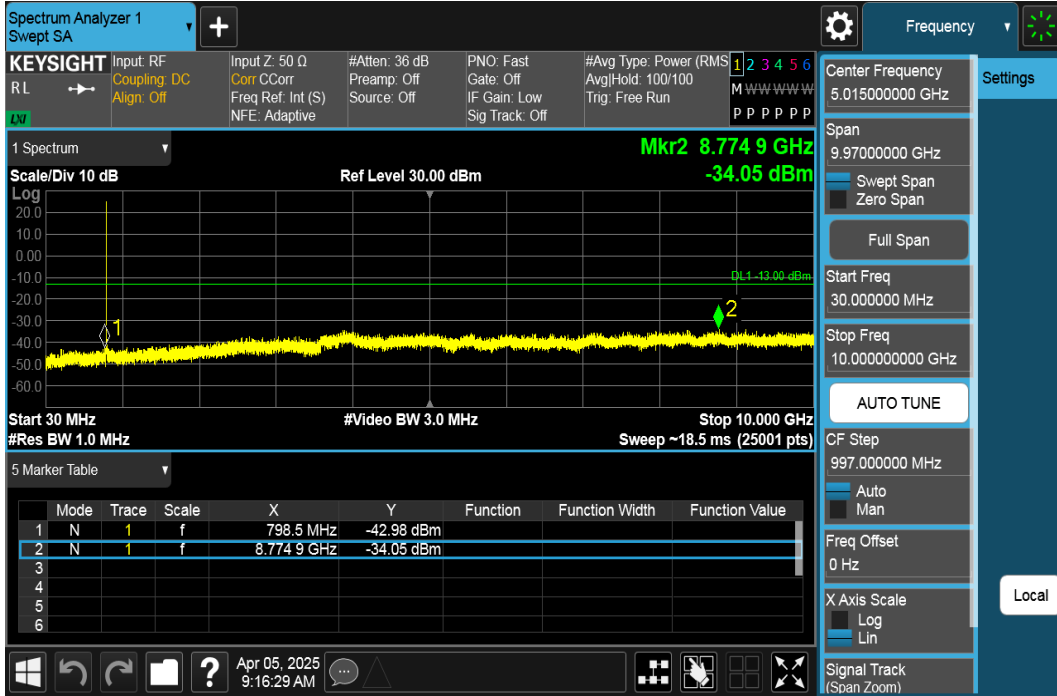 Spectrum Analyzer 1
Swept SA
Frequency
KEYSIGHT
RL
LXI
Input: RF
Coupling: DC
Align: Off
Input Z: 50 Ω
Corr CCorr
Freq Ref: Int (S)
NFE: Adaptive
#Atten: 36 dB
Preamp: Off
Source: Off
PNO: Fast
Gate: Off
IF Gain: Low
Sig Track: Off
#Avg Type: Power (RMS
Avg|Hold: 100/100
Trig: Free Run
1 2 3 4 5 6
M W W W W W
P P P P P P
1 Spectrum
Scale/Div 10 dB
Ref Level 30.00 dBm
Mkr2 8.774 9 GHz
-34.05 dBm
Log
20.0
10.0
0.00
-10.0
-20.0
-30.0
-40.0
-50.0
-60.0
DL1 -13.00 dBm
1
2
Start 30 MHz
#Video BW 3.0 MHz
Stop 10.000 GHz
#Res BW 1.0 MHz
Sweep ~18.5 ms (25001 pts)
5 Marker Table
Mode Trace Scale X Y Function Function Width Function Value
1 N 1 f 798.5 MHz -42.98 dBm
2 N 1 f 8.774 9 GHz -34.05 dBm
3
4
5
6
?
Apr 05, 2025
9:16:29 AM
Center Frequency
5.015000000 GHz
Span
9.97000000 GHz
Swept Span
Zero Span
Full Span
Start Freq
30.000000 MHz
Stop Freq
10.000000000 GHz
AUTO TUNE
CF Step
997.000000 MHz
Auto
Man
Freq Offset
0 Hz
X Axis Scale
Log
Lin
Signal Track
(Span Zoom)
Settings
Local